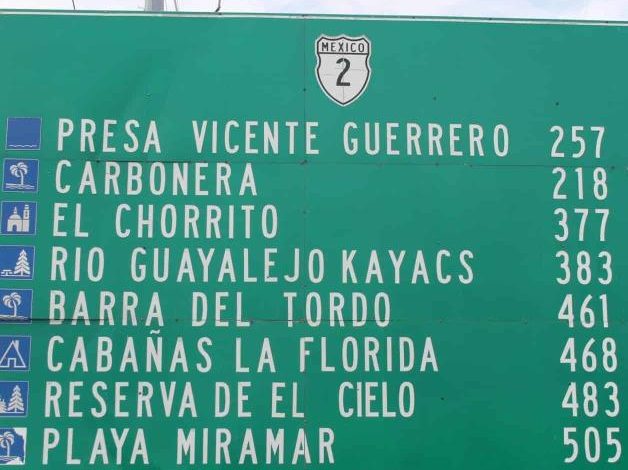 MEXICO
2
PRESA VICENTE GUERRERO 257
CARBONERA 218
EL CHORRITO 377
RIO GUAYALEJO KAYACS 383
BARRA DEL TORDO 461
CABAÑAS LA FLORIDA 468
RESERVA DE EL CIELO 483
PLAYA MIRAMAR 505